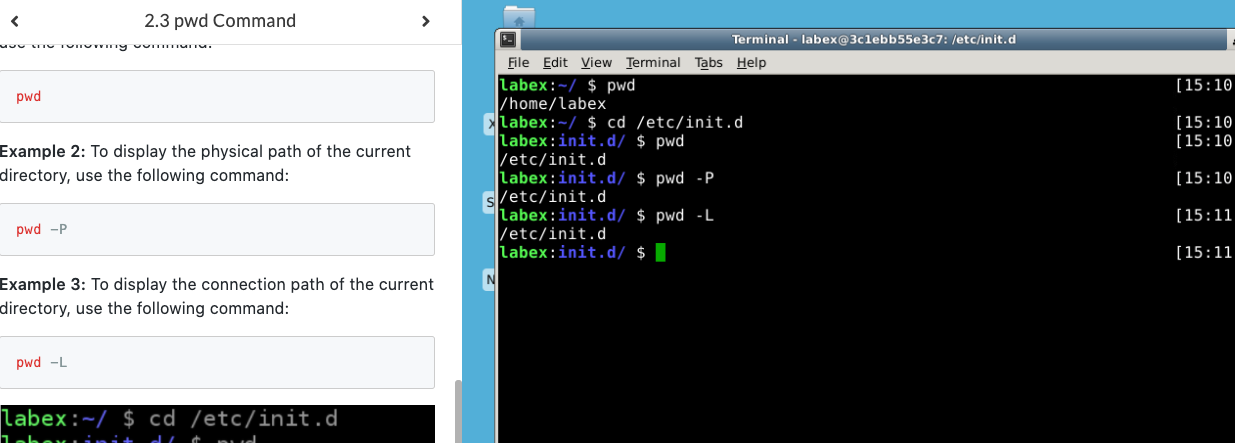 2.3 pwd Command
use the following command:
pwd
Example 2: To display the physical path of the current
directory, use the following command:
pwd -P
Example 3: To display the connection path of the current
directory, use the following command:
pwd -L
labex:~/ $ cd /etc/init.d
labex:init.d/ $ pwd
Terminal - labex@3c1ebb55e3c7: /etc/init.d
File Edit View Terminal Tabs Help
labex:~/ $ pwd [15:10
/home/labex
labex:~/ $ cd /etc/init.d [15:10
labex:init.d/ $ pwd [15:10
/etc/init.d
labex:init.d/ $ pwd -P [15:10
/etc/init.d
labex:init.d/ $ pwd -L [15:11
/etc/init.d
labex:init.d/ $ [15:11
X
S
N